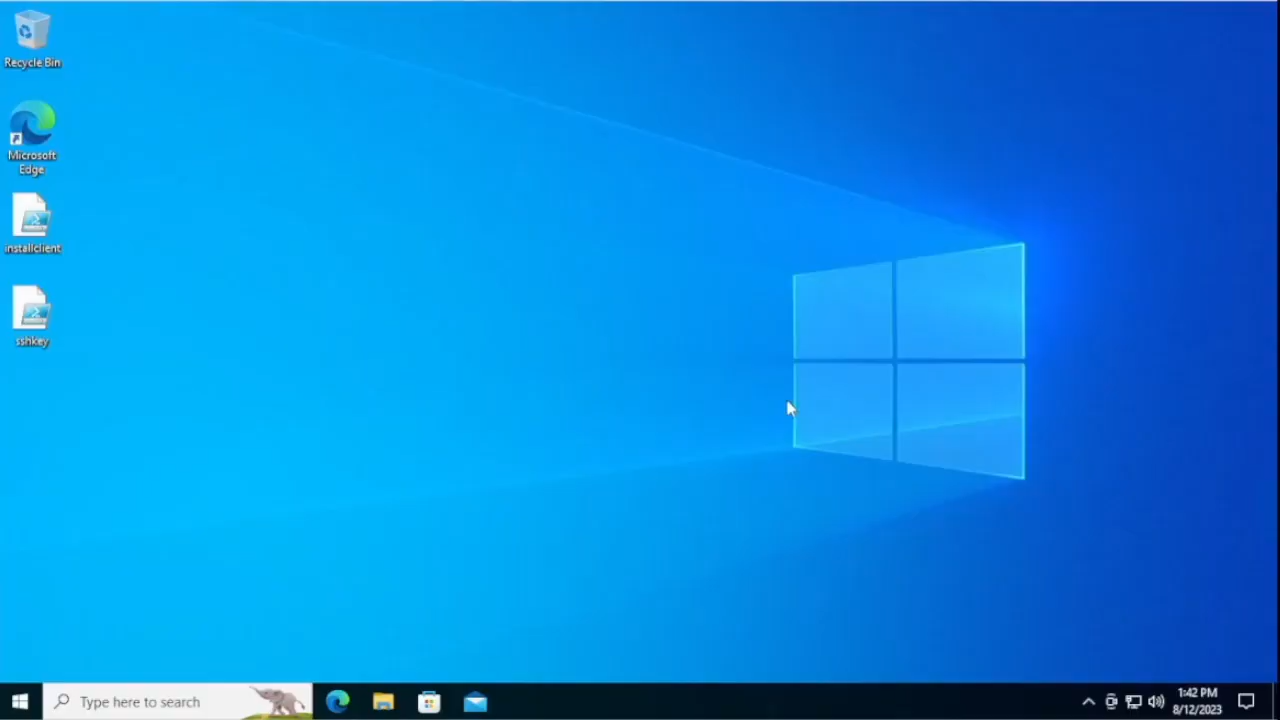 Recycle Bin
Microsoft
Edge
installclient
sshkey
Type here to search
1:42 PM
8/12/2023